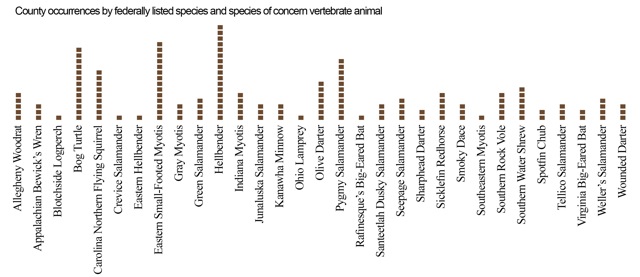 County occurrences by federally listed species and species of concern vertebrate animal
Allegheny Woodrat
Appalachian Bewick's Wren
Blotchside Logperch
Bog Turtle
Carolina Northern Flying Squirrel
Crevice Salamander
Eastern Hellbender
Eastern Small-Footed Myotis
Gray Myotis
Green Salamander
Hellbender
Indiana Myotis
Junaluska Salamander
Kanawha Minnow
Ohio Lamprey
Olive Darter
Pygmy Salamander
Rafinesque's Big-Eared Bat
Santeetlah Dusky Salamander
Seepage Salamander
Sharphead Darter
Sicklefin Redhorse
Smoky Dace
Southeastern Myotis
Southern Rock Vole
Southern Water Shrew
Spotfin Chub
Tellico Salamander
Virginia Big-Eared Bat
Weller's Salamander
Wounded Darter